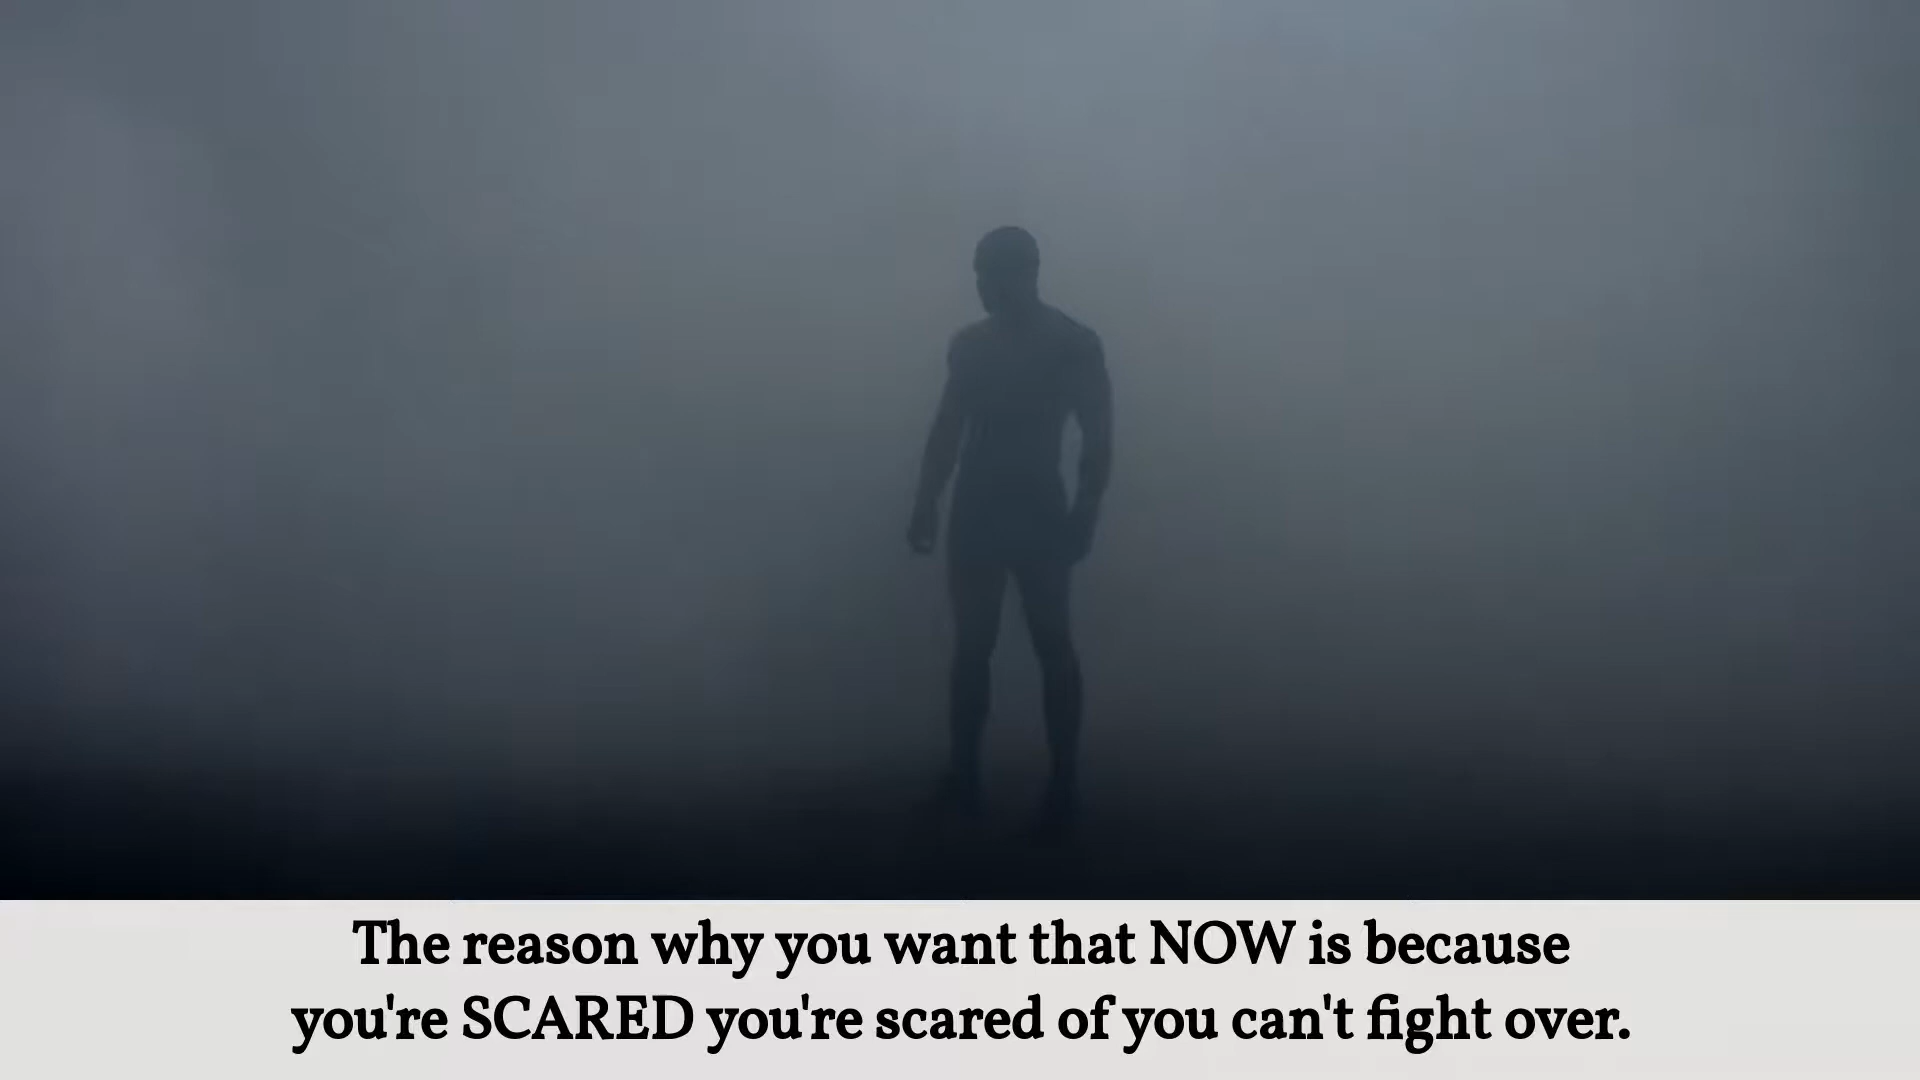 The reason why you want that NOW is because
you're SCARED you're scared of you can't fight over.